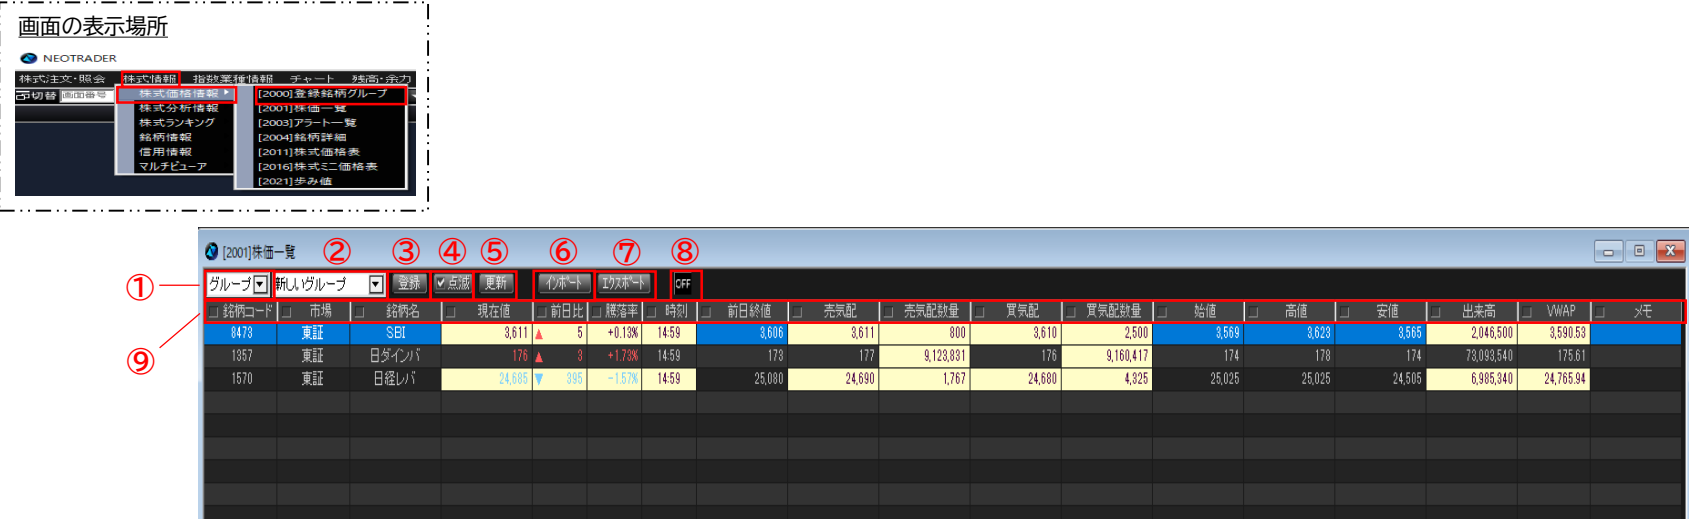 画面の表示場所
NEOTRADER
株式注文・照会 株式情報 指数業種情報 チャート 残高・余力
切替 画面番号
株式価格情報
株式分析情報
株式ランキング
銘柄情報
信用情報
マルチビューア
[2000]登録銘柄グループ
[2001]株価一覧
[2003]アラート一覧
[2004]銘柄詳細
[2011]株式価格表
[2016]株式ミニ価格表
[2021]歩み値
[2001]株価一覧
② ③ ④ ⑤ ⑥ ⑦ ⑧
① グループ 新しいグループ 登録 点滅 更新 インポート エクスポート OFF
⑨ 銘柄コード 市場 銘柄名 現在値 前日比 騰落率 時刻 前日終値 売気配 売気配数量 買気配 買気配数量 始値 高値 安値 出来高 VWAP メモ
8473 東証 SBI 3,611 ▲ 5 +0.13% 14:59 3,606 3,611 800 3,610 2,500 3,569 3,623 3,565 2,046,500 3,590.53
1357 東証 日ダインバ 176 ▲ 3 +1.73% 14:59 173 177 9,123,831 176 9,160,417 174 178 174 73,093,540 175.61
1570 東証 日経レバ 24,685 ▼ 395 -1.57% 14:59 25,080 24,690 1,767 24,680 4,325 25,025 25,025 24,505 6,985,340 24,765.94